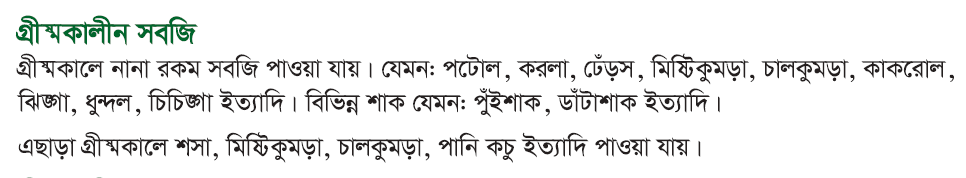 গ্রীষ্মকালীন সবজি
গ্রীষ্মকালে নানা রকম সবজি পাওয়া যায়। যেমন: পটোল, করলা, ঢেঁড়স, মিষ্টিকুমড়া, চালকুমড়া, কাকরোল,
ঝিঙ্গা, ধুন্দল, চিচিঙ্গা ইত্যাদি। বিভিন্ন শাক যেমন: পুঁইশাক, ডাঁটাশাক ইত্যাদি।
এছাড়া গ্রীষ্মকালে শসা, মিষ্টিকুমড়া, চালকুমড়া, পানি কচু ইত্যাদি পাওয়া যায়।